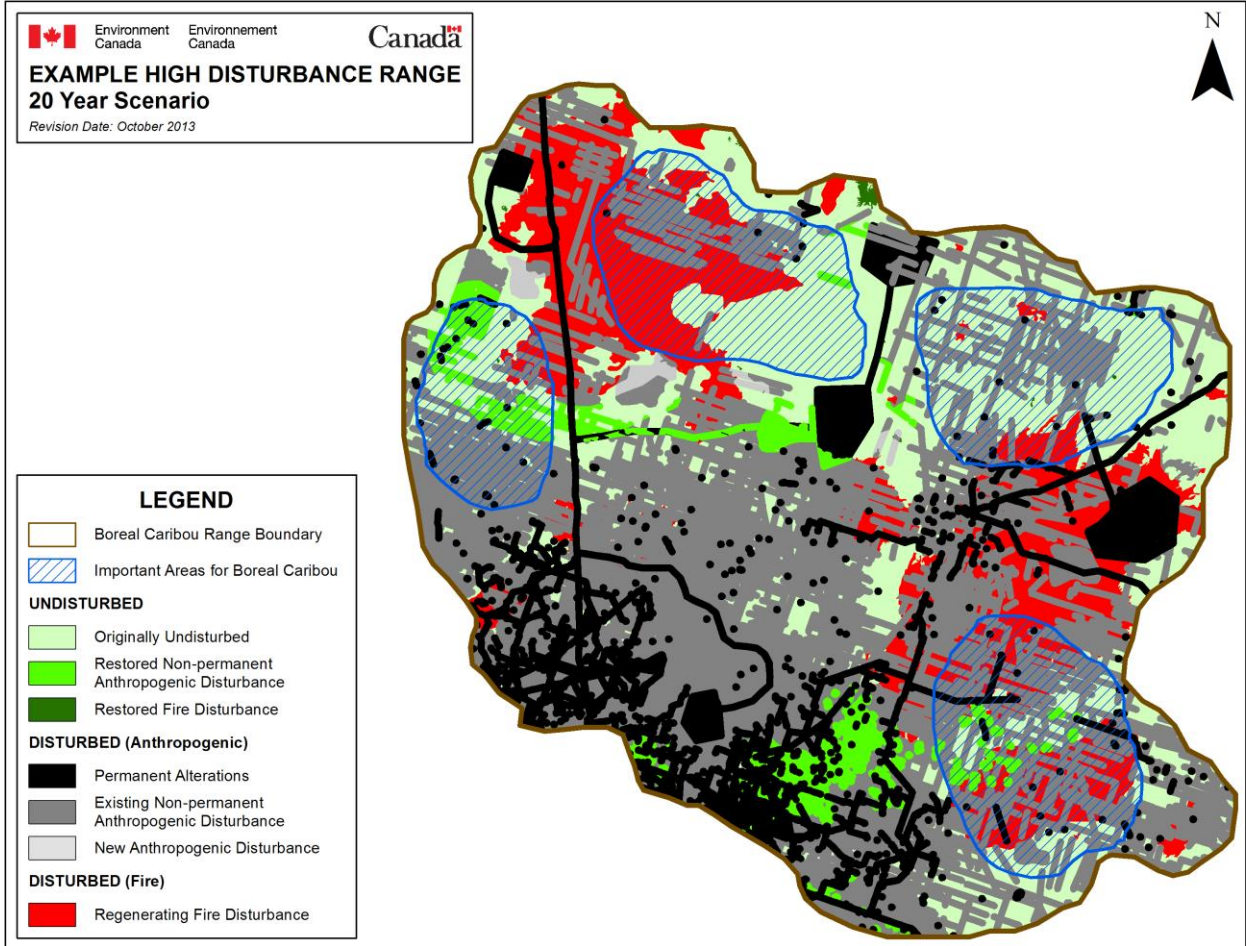 Environment Environnement
Canada Canada
Canada
EXAMPLE HIGH DISTURBANCE RANGE
20 Year Scenario
Revision Date: October 2013
N
LEGEND
Boreal Caribou Range Boundary
Important Areas for Boreal Caribou
UNDISTURBED
Originally Undisturbed
Restored Non-permanent
Anthropogenic Disturbance
Restored Fire Disturbance
DISTURBED (Anthropogenic)
Permanent Alterations
Existing Non-permanent
Anthropogenic Disturbance
New Anthropogenic Disturbance
DISTURBED (Fire)
Regenerating Fire Disturbance